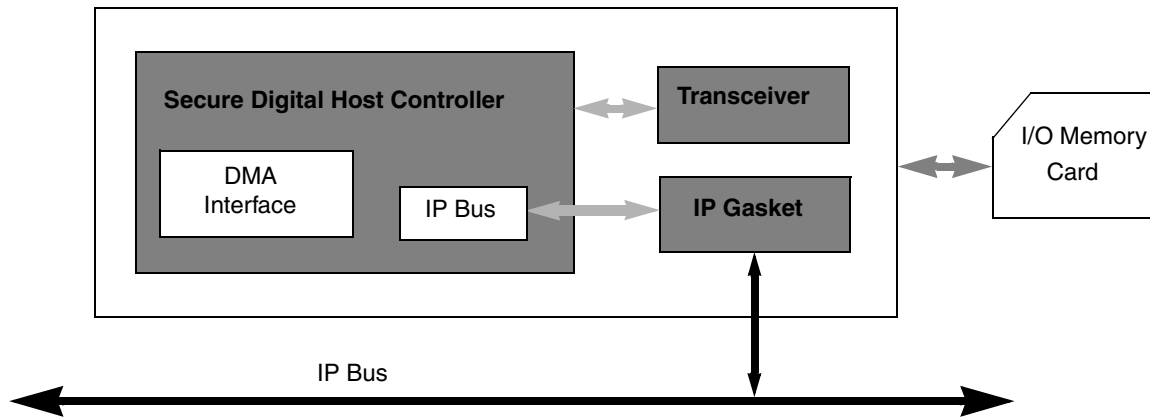 Secure Digital Host Controller
Transceiver
I/O Memory
Card
DMA
Interface
IP Bus
IP Gasket
IP Bus